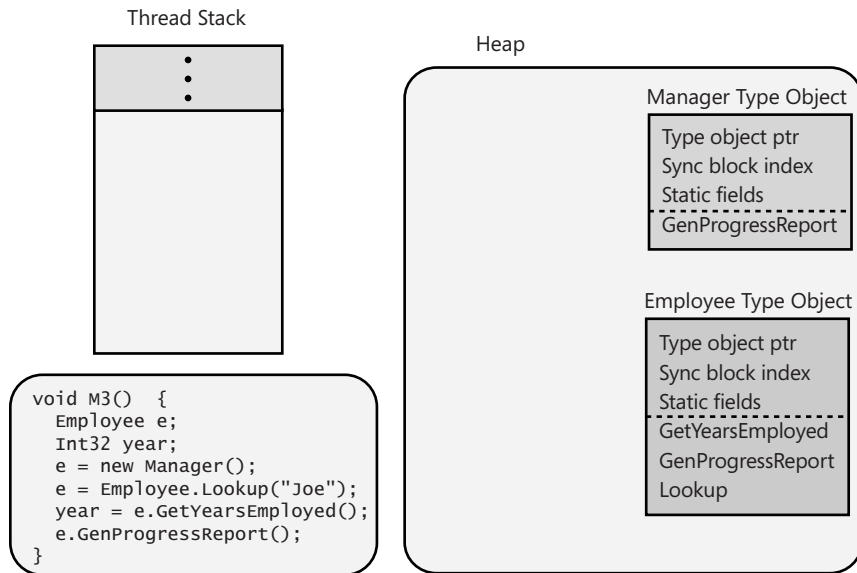 Thread Stack
Heap
Manager Type Object
Type object ptr
Sync block index
Static fields
GenProgressReport
Employee Type Object
Type object ptr
Sync block index
Static fields
GetYearsEmployed
GenProgressReport
Lookup
void M3()  {
  Employee e;
  Int32 year;
  e = new Manager();
  e = Employee.Lookup("Joe");
  year = e.GetYearsEmployed();
  e.GenProgressReport();
}